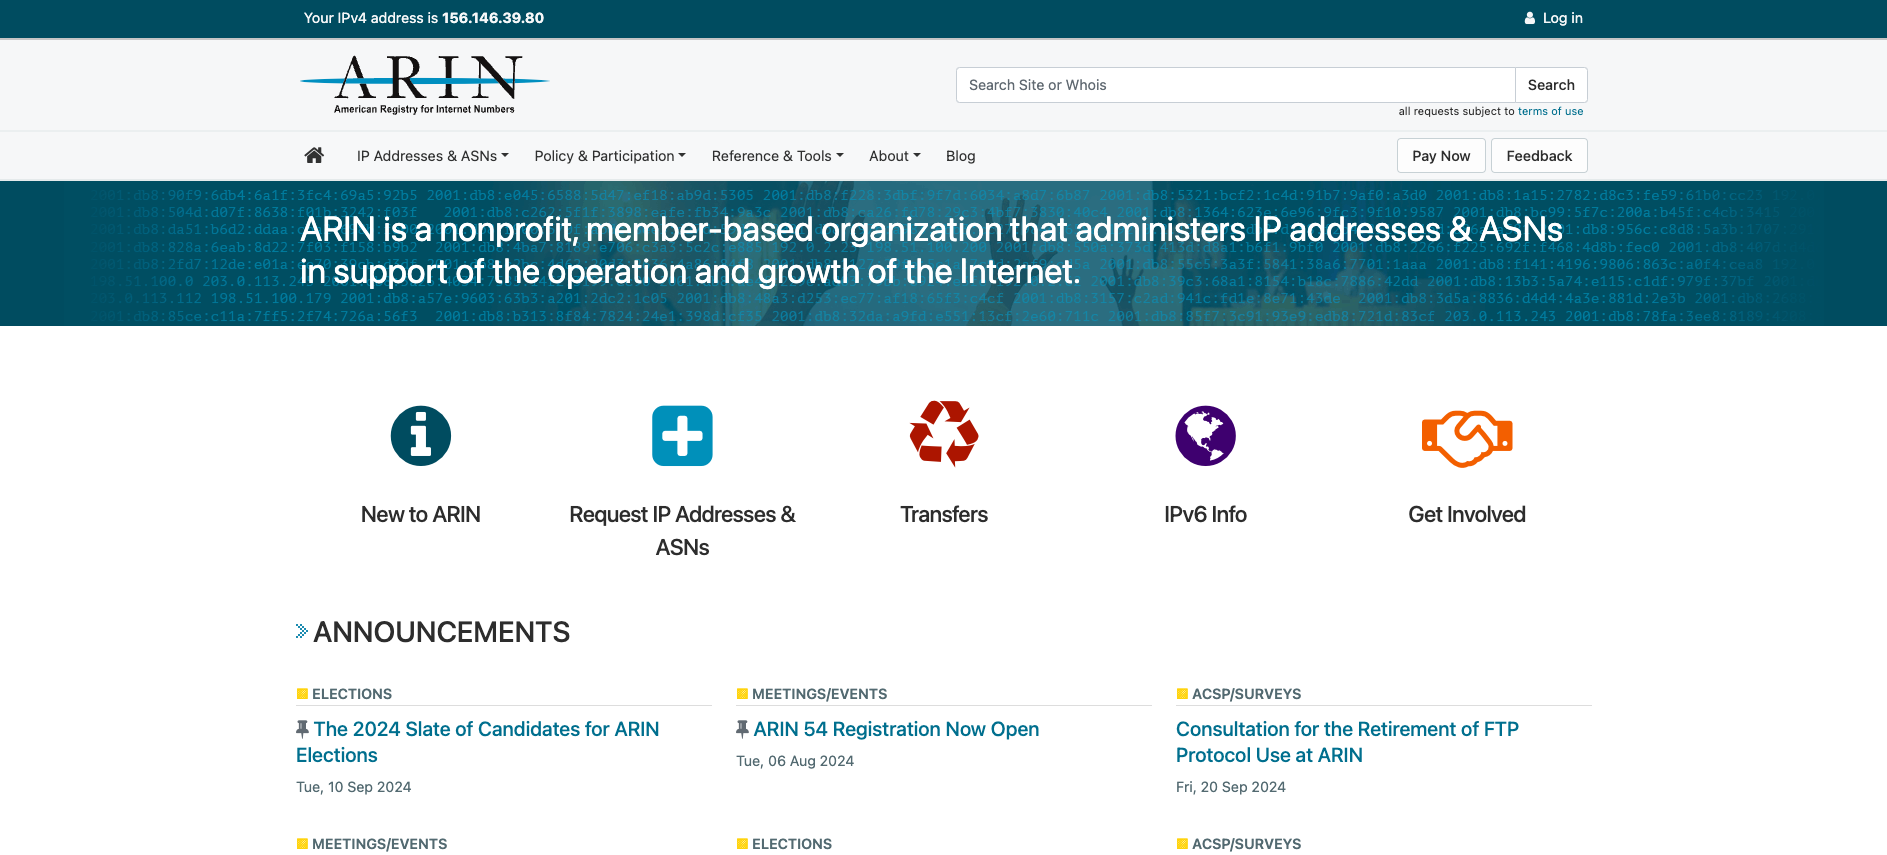 Your IPv4 address is 156.146.39.80
Log in
ARIN
American Registry for Internet Numbers
Search Site or Whois
Search
all requests subject to terms of use
IP Addresses & ASNs
Policy & Participation
Reference & Tools
About
Blog
Pay Now
Feedback
ARIN is a nonprofit, member-based organization that administers IP addresses & ASNs
in support of the operation and growth of the Internet.
New to ARIN
Request IP Addresses &
ASNs
Transfers
IPv6 Info
Get Involved
ANNOUNCEMENTS
ELECTIONS
The 2024 Slate of Candidates for ARIN
Elections
Tue, 10 Sep 2024
MEETINGS/EVENTS
ARIN 54 Registration Now Open
Tue, 06 Aug 2024
ACSP/SURVEYS
Consultation for the Retirement of FTP
Protocol Use at ARIN
Fri, 20 Sep 2024
MEETINGS/EVENTS
ELECTIONS
ACSP/SURVEYS